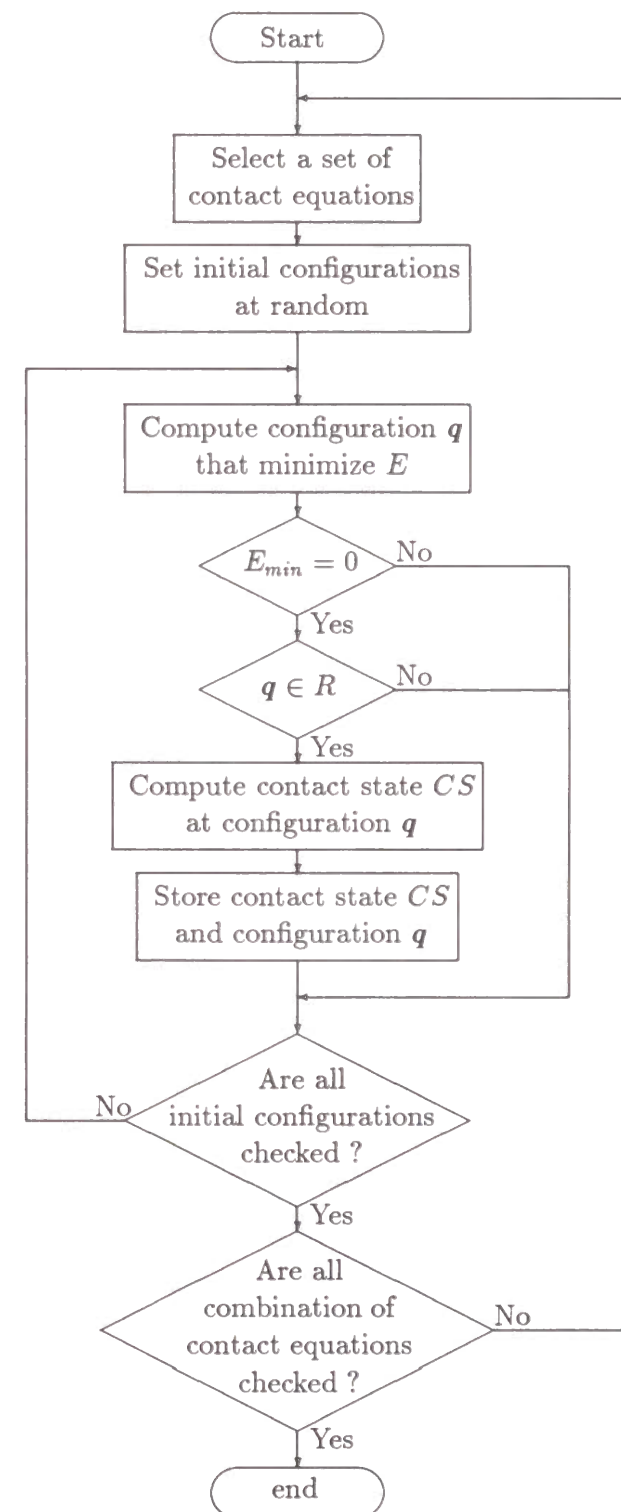 Start
Select a set of
contact equations
Set initial configurations
at random
Compute configuration q
that minimize E
E_min = 0
No
Yes
q ∈ R
No
Yes
Compute contact state CS
at configuration q
Store contact state CS
and configuration q
Are all
initial configurations
checked ?
No
Yes
Are all
combination of
contact equations
checked ?
No
Yes
end